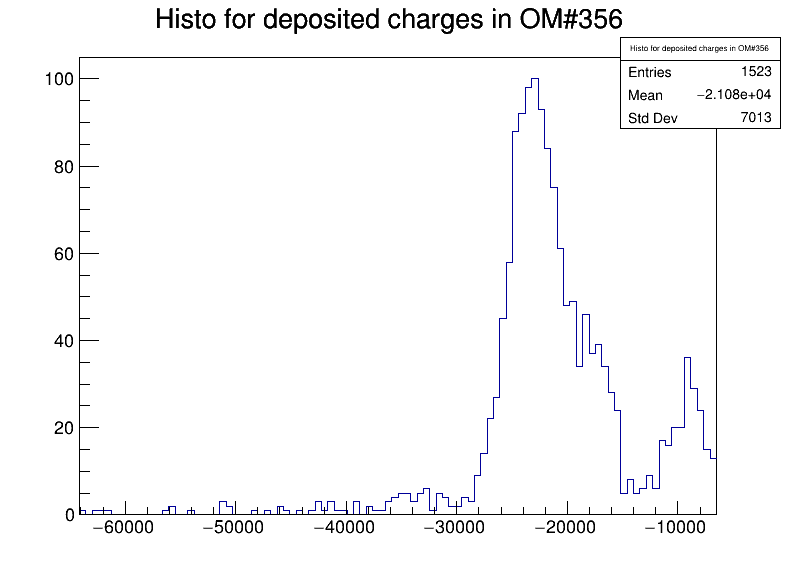 Histo for deposited charges in OM#356
Histo for deposited charges in OM#356
Entries 1523
Mean −2.108e+04
Std Dev 7013
100
80
60
40
20
0
−60000 −50000 −40000 −30000 −20000 −10000